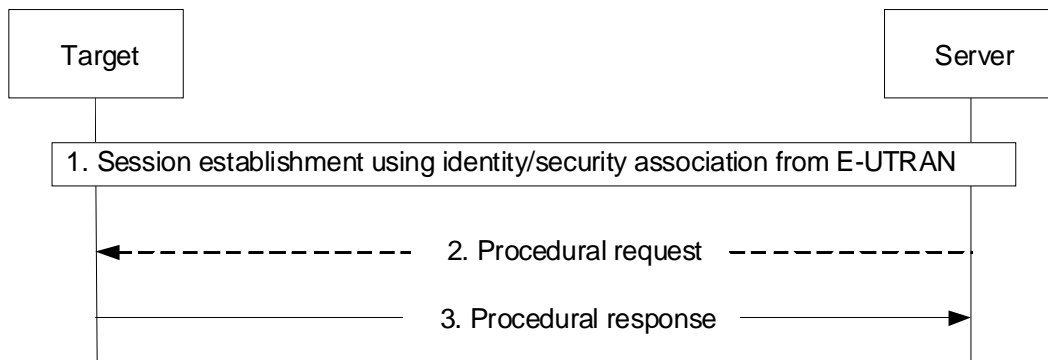 Target
Server
1. Session establishment using identity/security association from E-UTRAN
2. Procedural request
3. Procedural response